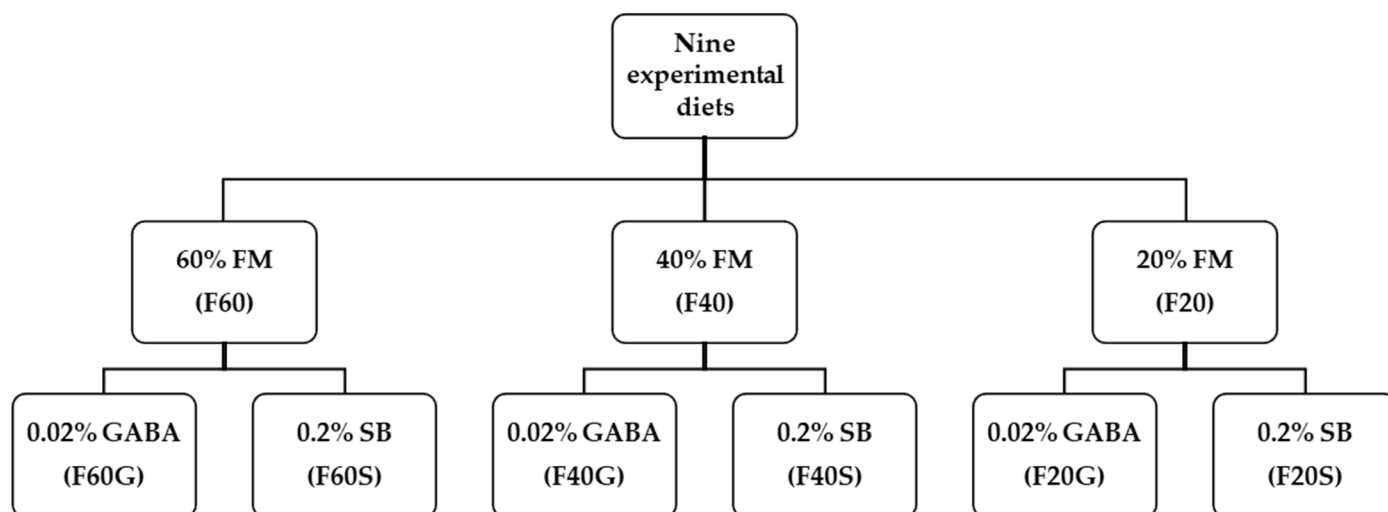 Nine
experimental
diets
60% FM
(F60)
40% FM
(F40)
20% FM
(F20)
0.02% GABA
(F60G)
0.2% SB
(F60S)
0.02% GABA
(F40G)
0.2% SB
(F40S)
0.02% GABA
(F20G)
0.2% SB
(F20S)